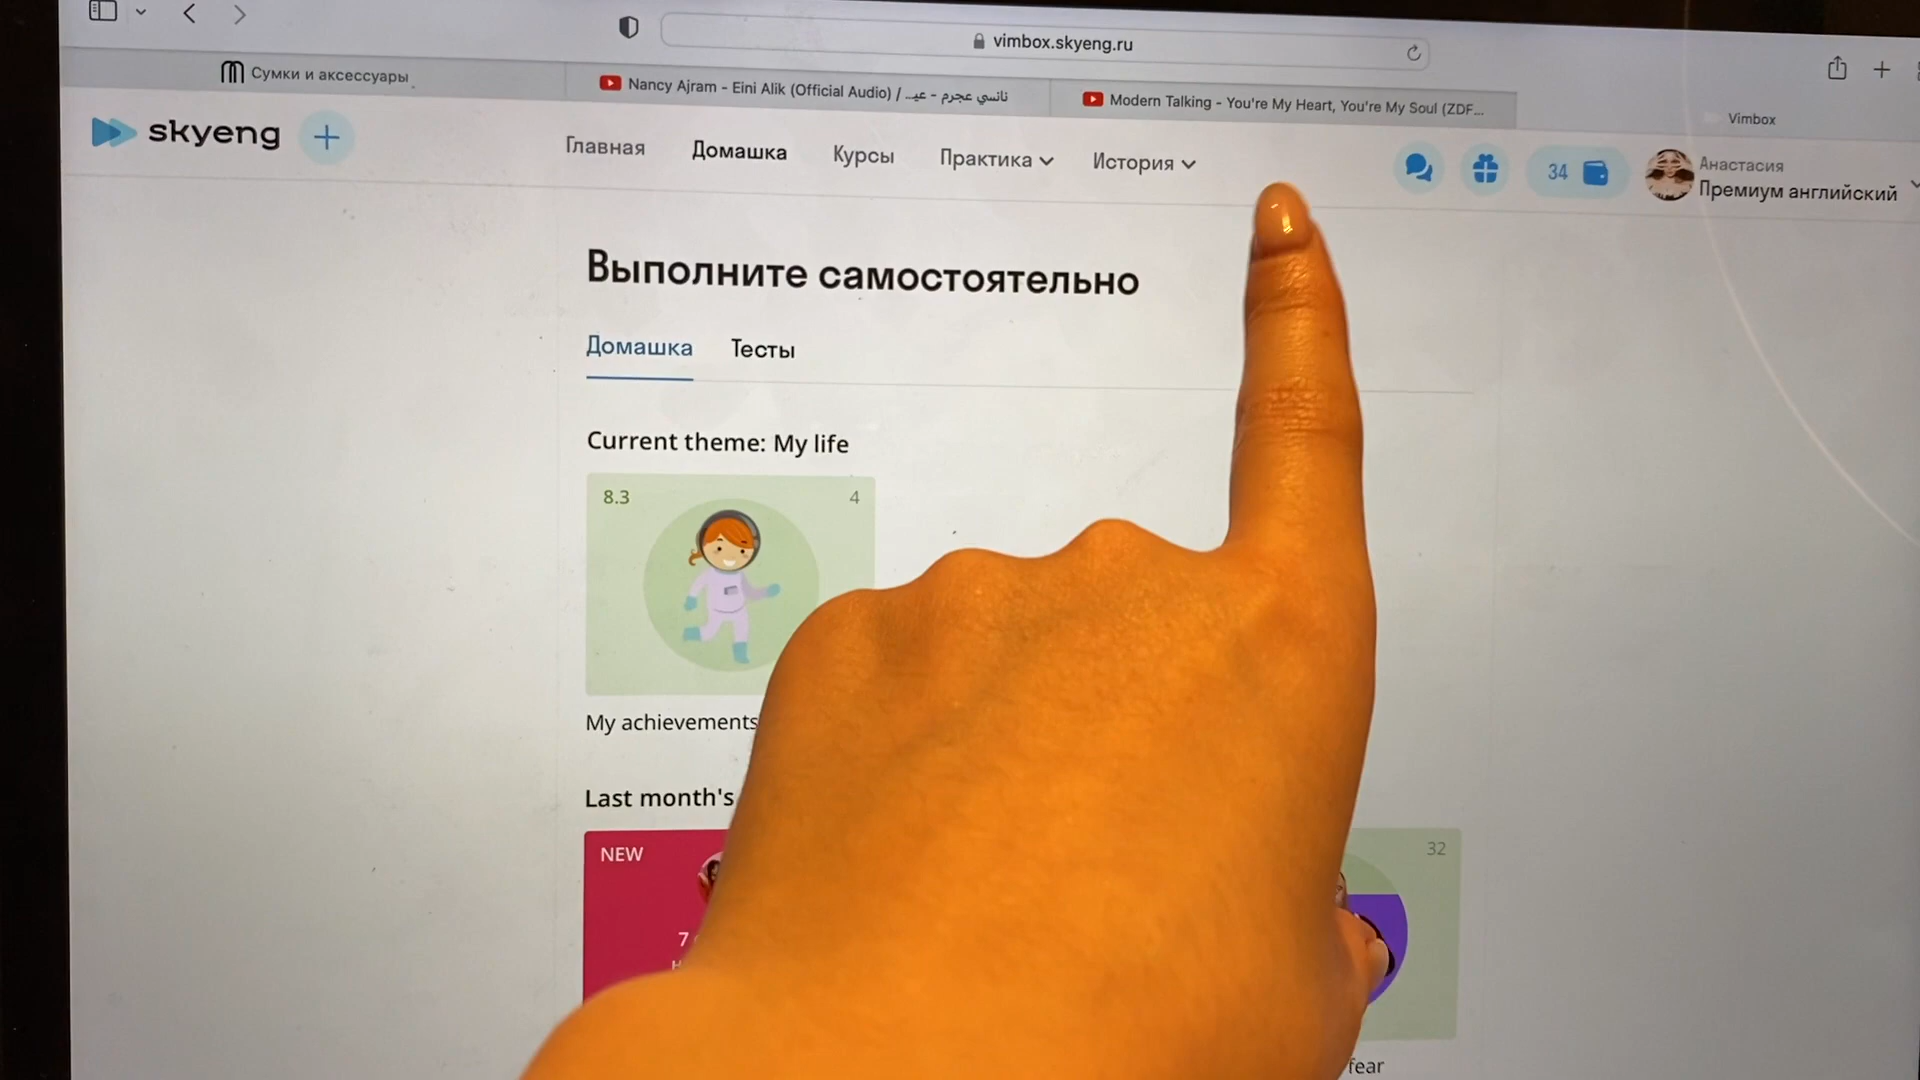 vimbox.skyeng.ru
Сумки и аксессуары
Nancy Ajram - Eini Alik (Official Audio) / نانسي عجرم - عيـ...
Modern Talking - You're My Heart, You're My Soul (ZDF...
Vimbox
skyeng
Главная
Домашка
Курсы
Практика
История
34
Анастасия
Премиум английский
Выполните самостоятельно
Домашка
Тесты
Current theme: My life
8.3
4
My achievements
Last month's
NEW
32
7
fear